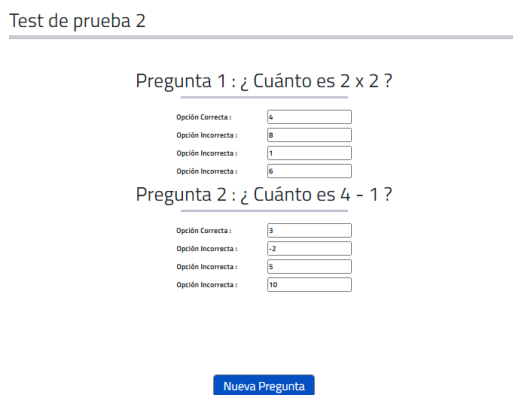 Test de prueba 2
Pregunta 1 : ¿ Cuánto es 2 x 2 ?
Opción Correcta : 4
Opción Incorrecta : 8
Opción Incorrecta : 1
Opción Incorrecta : 6
Pregunta 2 : ¿ Cuánto es 4 - 1 ?
Opción Correcta : 3
Opción Incorrecta : -2
Opción Incorrecta : 5
Opción Incorrecta : 10
Nueva Pregunta